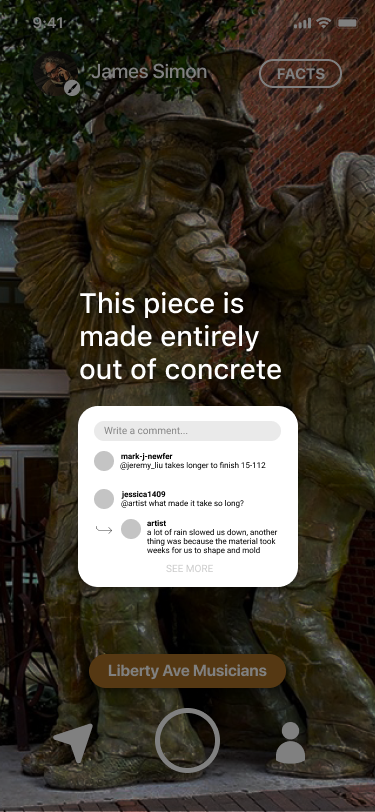 9:41
James Simon
FACTS
This piece is
made entirely
out of concrete
Write a comment...
mark-j-newfer
@jeremy_liu takes longer to finish 15-112
jessica1409
@artist what made it take so long?
artist
a lot of rain slowed us down, another
thing was because the material took
weeks for us to shape and mold
SEE MORE
Liberty Ave Musicians